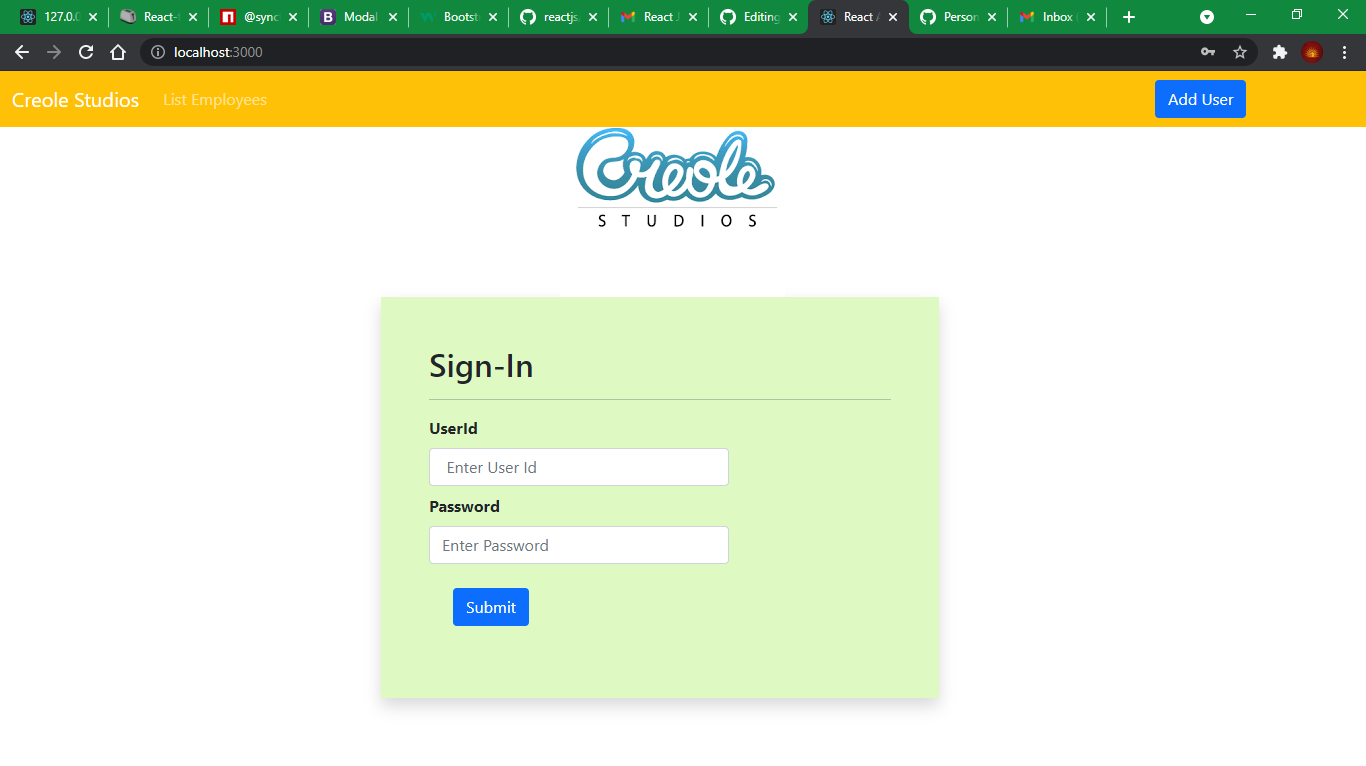 127.0.0
React-
@sync
Modal
Bootst
reactjs
React J
Editing
React A
Person
Inbox
localhost:3000
Creole Studios
List Employees
Add User
Creole
STUDIOS
Sign-In
UserId
Enter User Id
Password
Enter Password
Submit